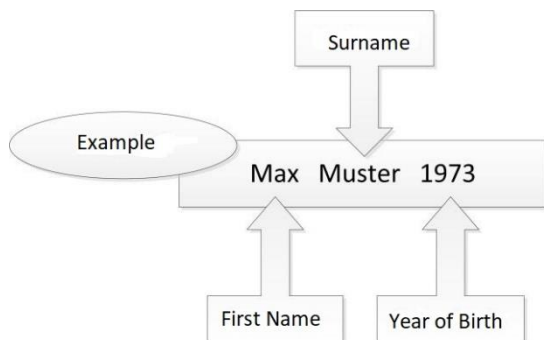 Surname
Example
Max Muster 1973
First Name
Year of Birth